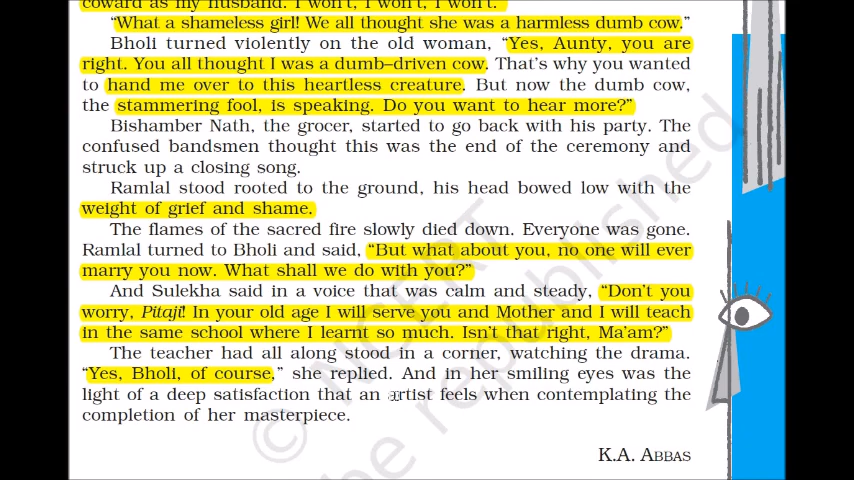 coward as my husband. I won't, I won't, I won't."
"What a shameless girl! We all thought she was a harmless dumb cow."
Bholi turned violently on the old woman, "Yes, Aunty, you are
right. You all thought I was a dumb–driven cow. That's why you wanted
to hand me over to this heartless creature. But now the dumb cow,
the stammering fool, is speaking. Do you want to hear more?"
Bishamber Nath, the grocer, started to go back with his party. The
confused bandsmen thought this was the end of the ceremony and
struck up a closing song.
Ramlal stood rooted to the ground, his head bowed low with the
weight of grief and shame.
The flames of the sacred fire slowly died down. Everyone was gone.
Ramlal turned to Bholi and said, "But what about you, no one will ever
marry you now. What shall we do with you?"
And Sulekha said in a voice that was calm and steady, "Don't you
worry, Pitaji! In your old age I will serve you and Mother and I will teach
in the same school where I learnt so much. Isn't that right, Ma'am?"
The teacher had all along stood in a corner, watching the drama.
"Yes, Bholi, of course," she replied. And in her smiling eyes was the
light of a deep satisfaction that an artist feels when contemplating the
completion of her masterpiece.
K.A. ABBAS
© NCERT
be republished